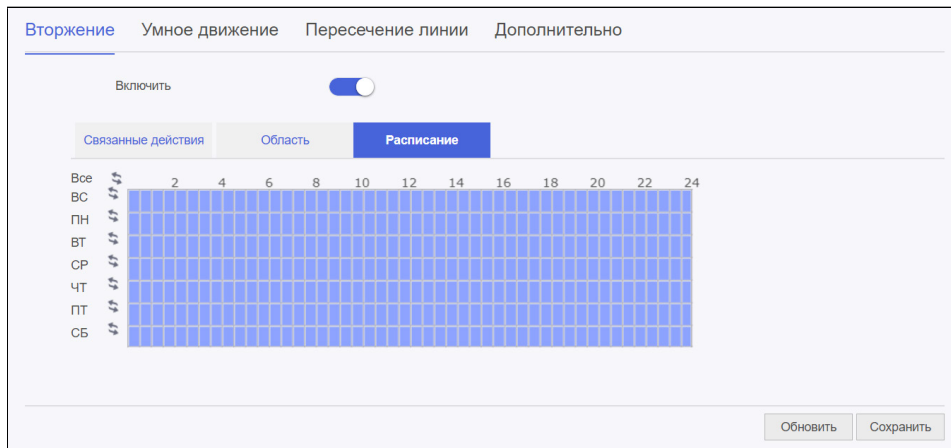 Вторжение Умное движение Пересечение линии Дополнительно
Включить
Связанные действия Область Расписание
Все 2 4 6 8 10 12 14 16 18 20 22 24
ВС
ПН
ВТ
СР
ЧТ
ПТ
СБ
Обновить Сохранить